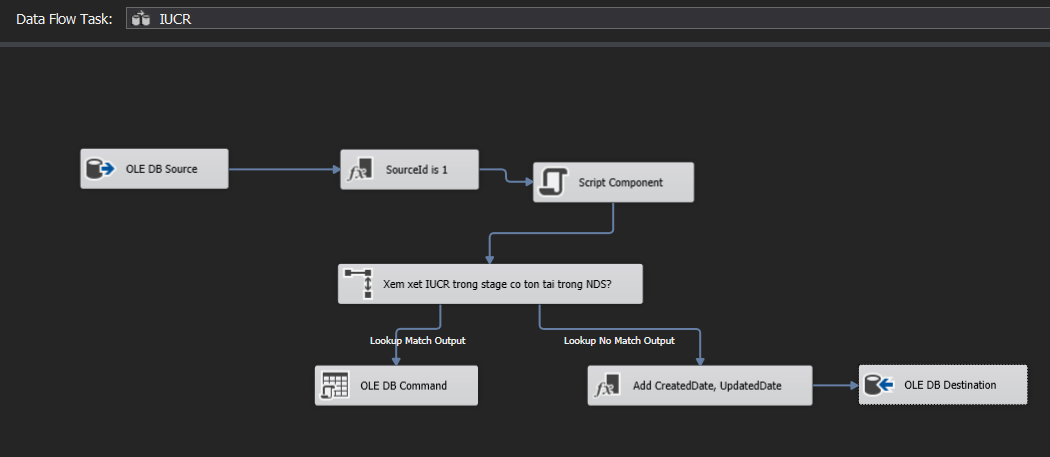 Data Flow Task: IUCR
OLE DB Source
SourceId is 1
Script Component
Xem xet IUCR trong stage co ton tai trong NDS?
Lookup Match Output
Lookup No Match Output
OLE DB Command
Add CreatedDate, UpdatedDate
OLE DB Destination